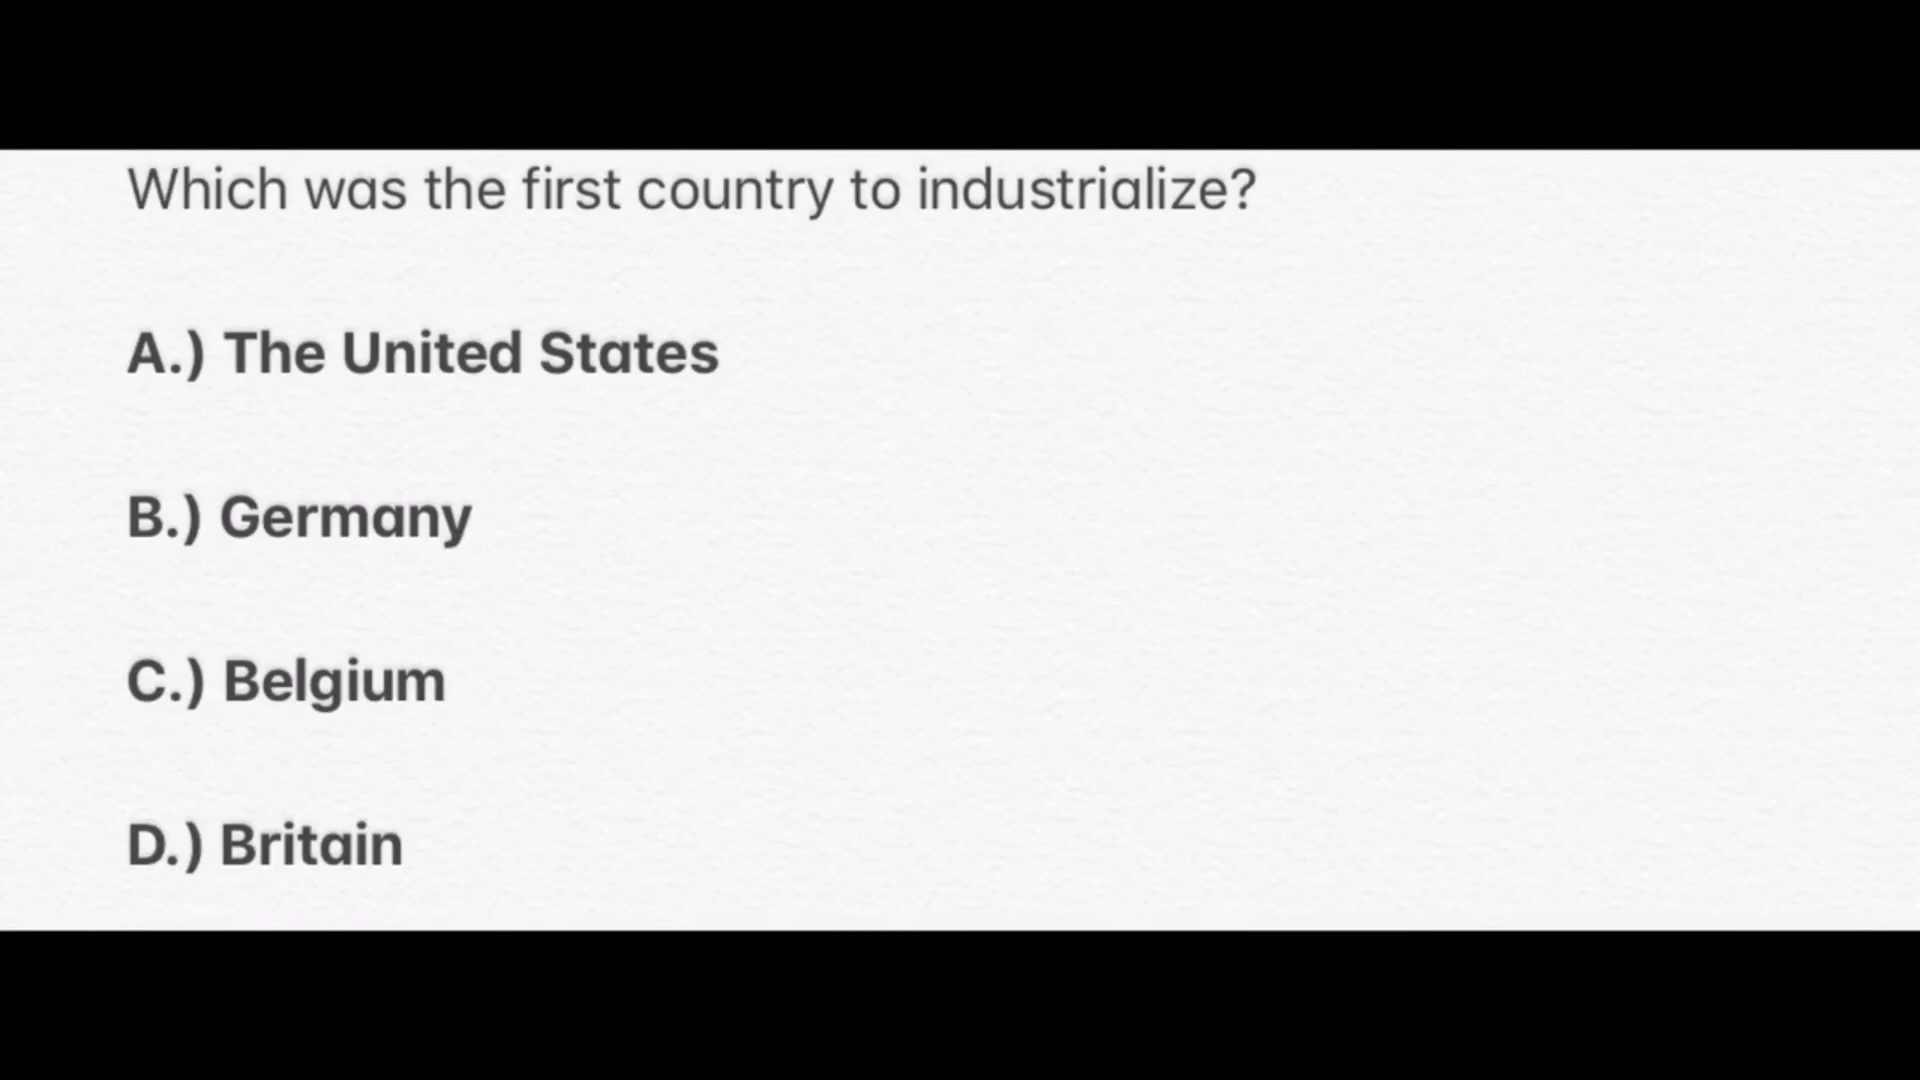 Which was the first country to industrialize?
A.) The United States
B.) Germany
C.) Belgium
D.) Britain